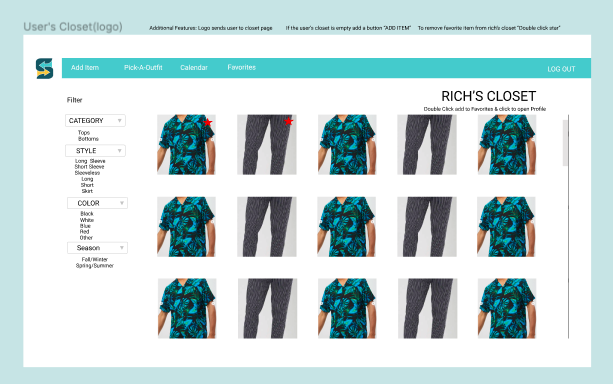 User's Closet(logo)
Additional Features: Logo sends user to closet page
If the user's closet is empty add a button "ADD ITEM"
To remove favorite item from rich's closet "Double click star"
Add Item
Pick-A-Outfit
Calendar
Favorites
LOG OUT
Filter
RICH'S CLOSET
Double Click add to Favorites & click to open Profile
CATEGORY
Tops
Bottoms
STYLE
Long Sleeve
Short Sleeve
Sleeveless
Long
Short
Skirt
COLOR
Black
White
Blue
Red
Other
Season
Fall/Winter
Spring/Summer